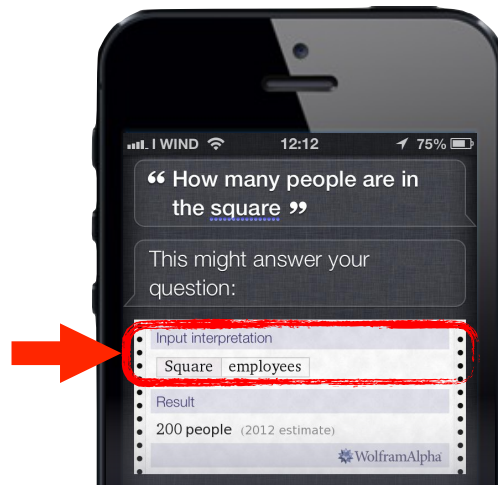 I WIND 12:12 75%
“ How many people are in
the square ”
This might answer your
question:
Input interpretation
Square employees
Result
200 people (2012 estimate)
WolframAlpha